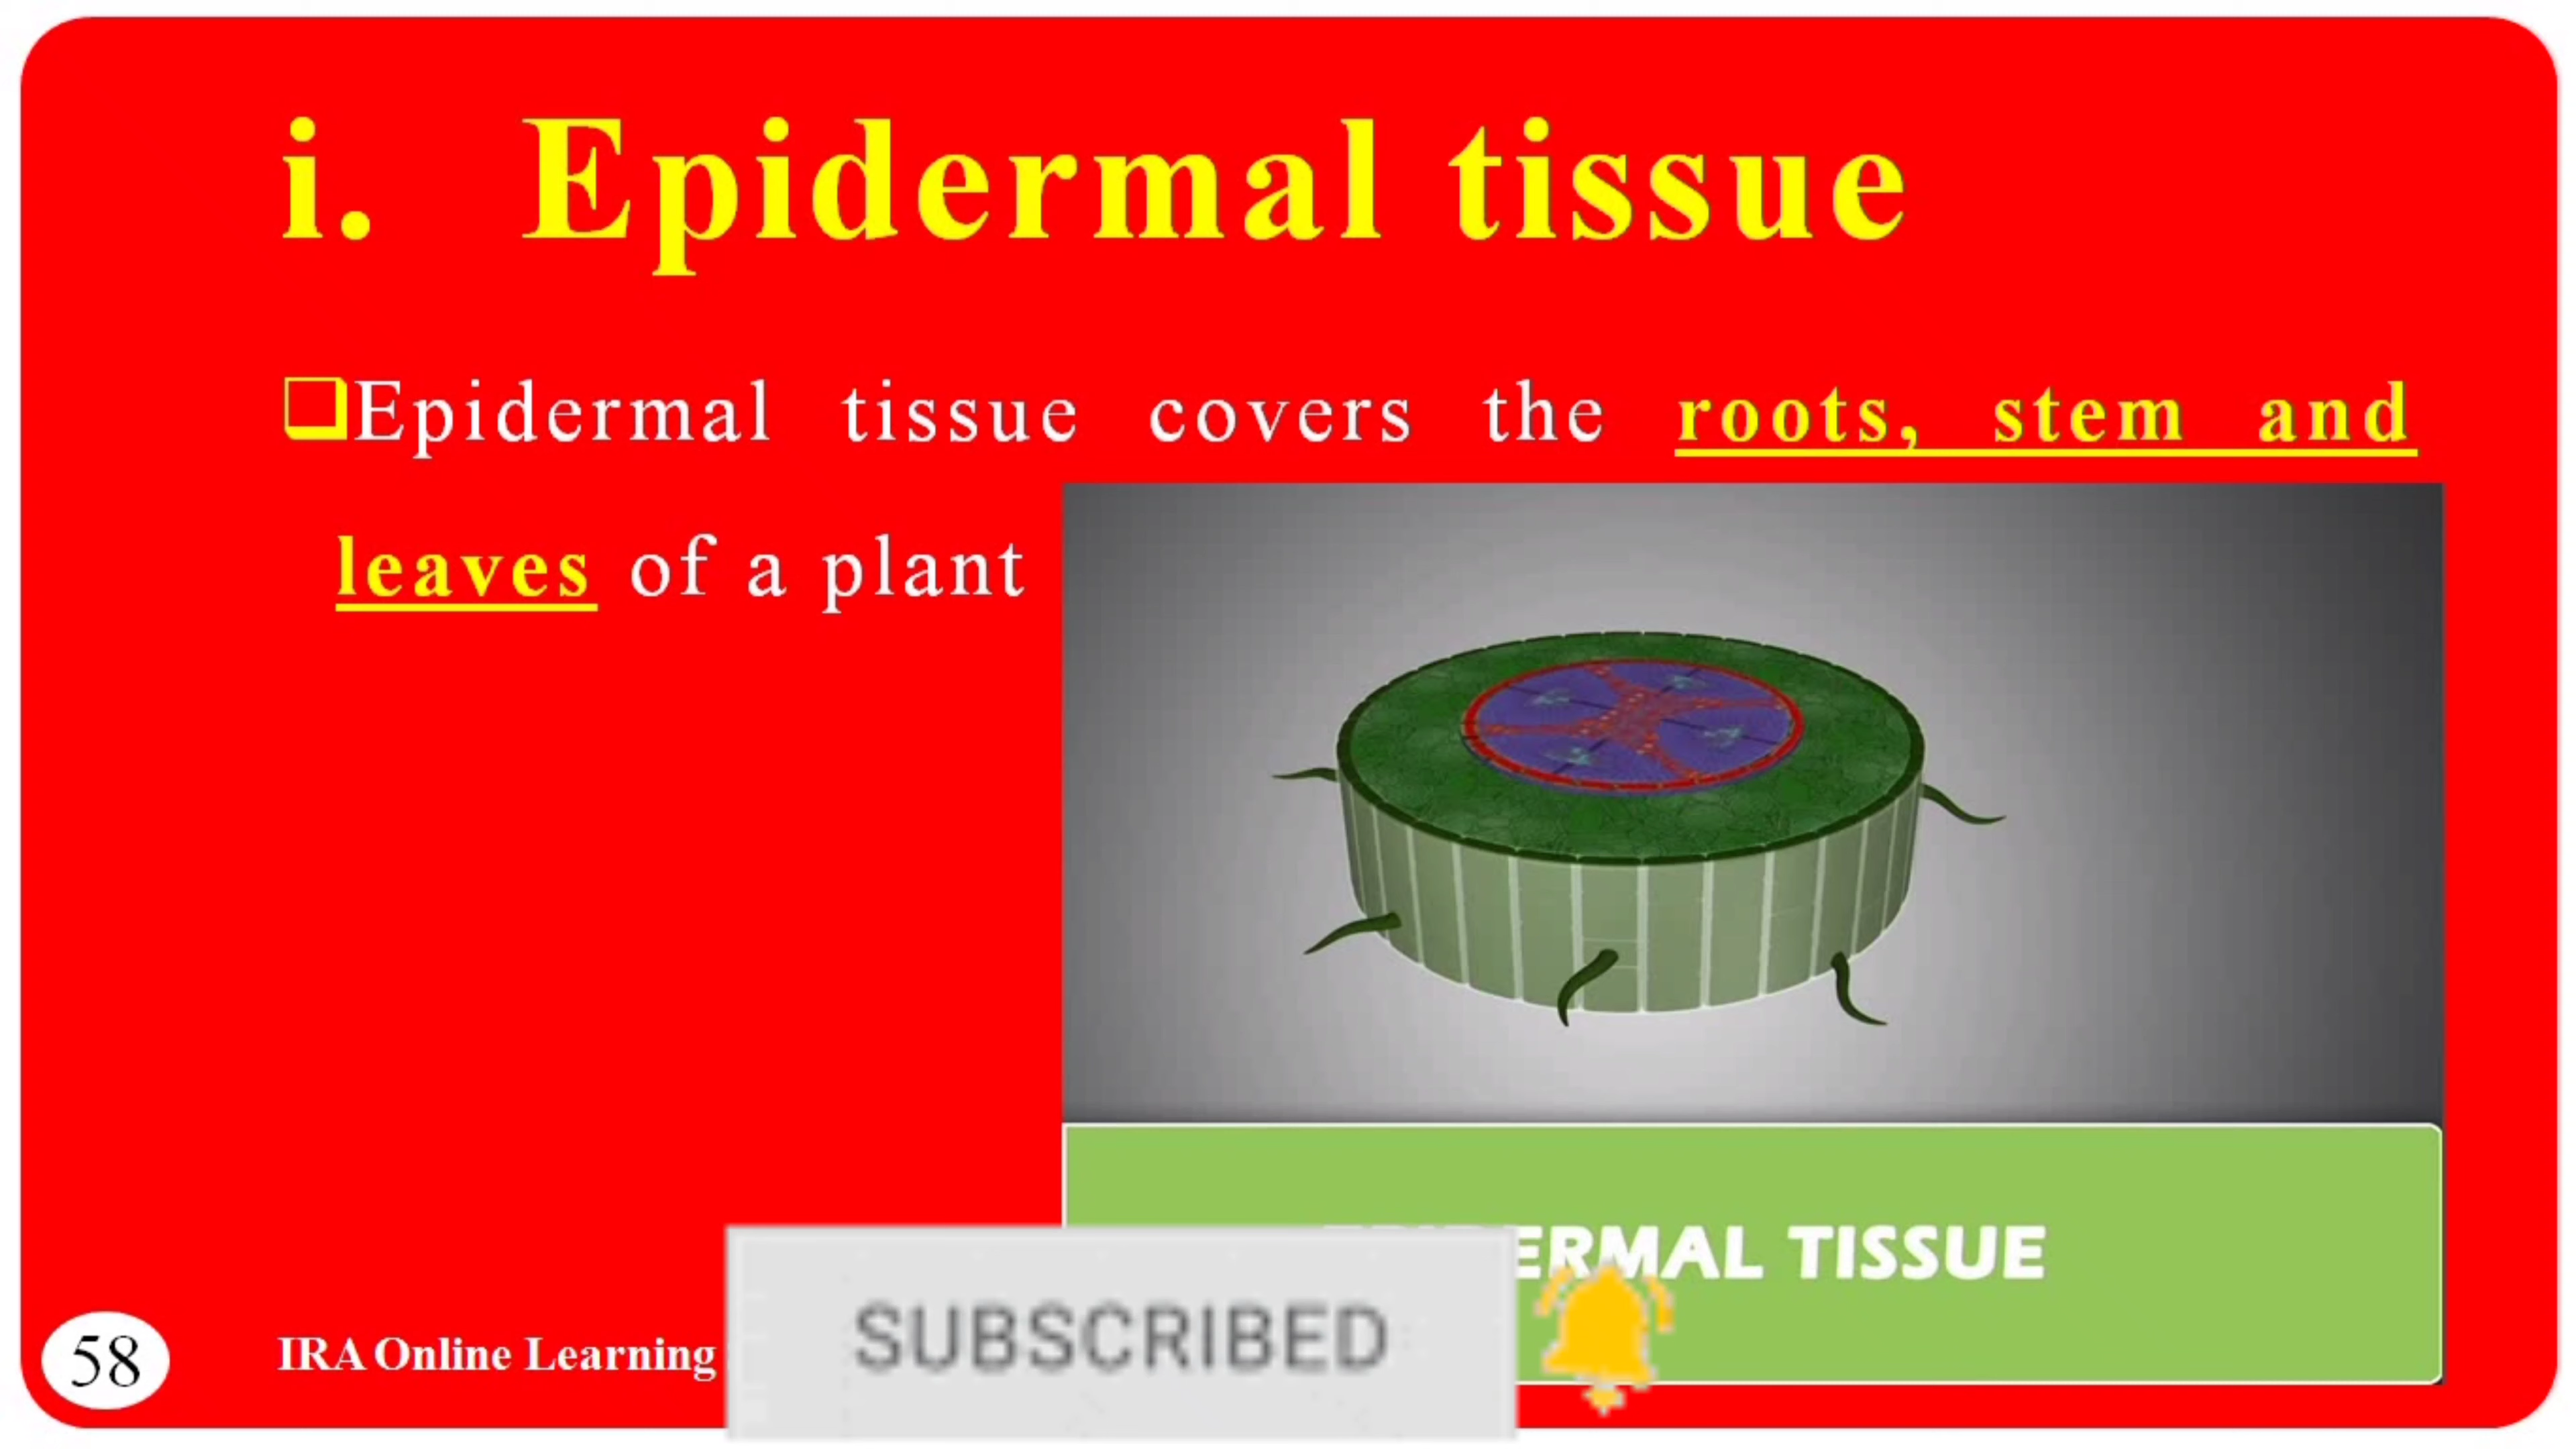 i. Epidermal tissue
Epidermal tissue covers the roots, stem and
leaves of a plant
ERMAL TISSUE
SUBSCRIBED
58
IRA Online Learning